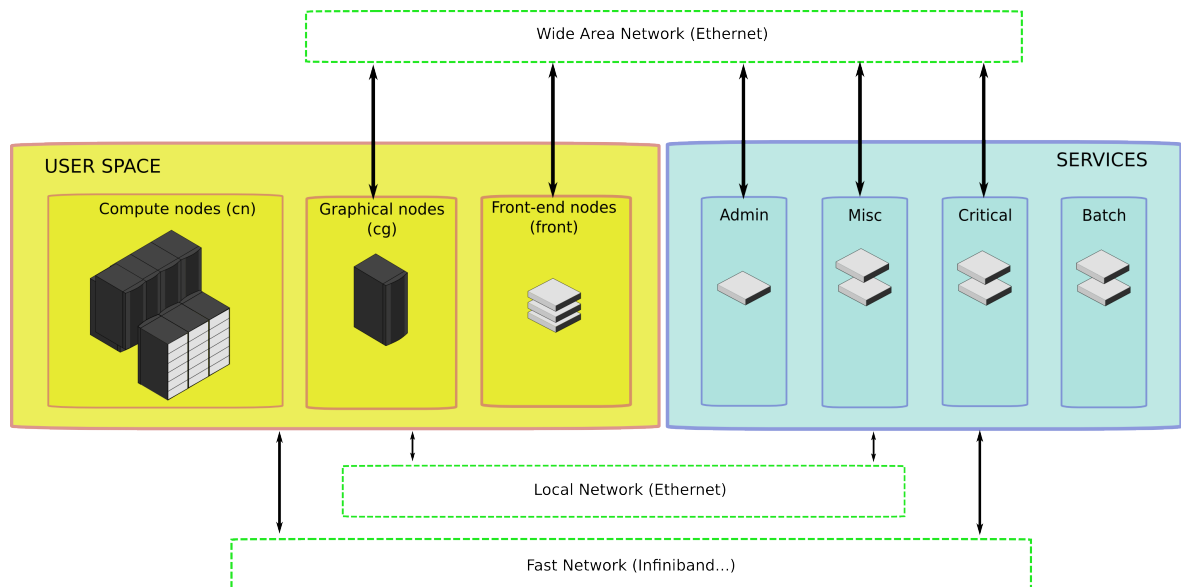 Wide Area Network (Ethernet)
USER SPACE
SERVICES
Compute nodes (cn)
Graphical nodes
(cg)
Front-end nodes
(front)
Admin
Misc
Critical
Batch
Local Network (Ethernet)
Fast Network (Infiniband...)